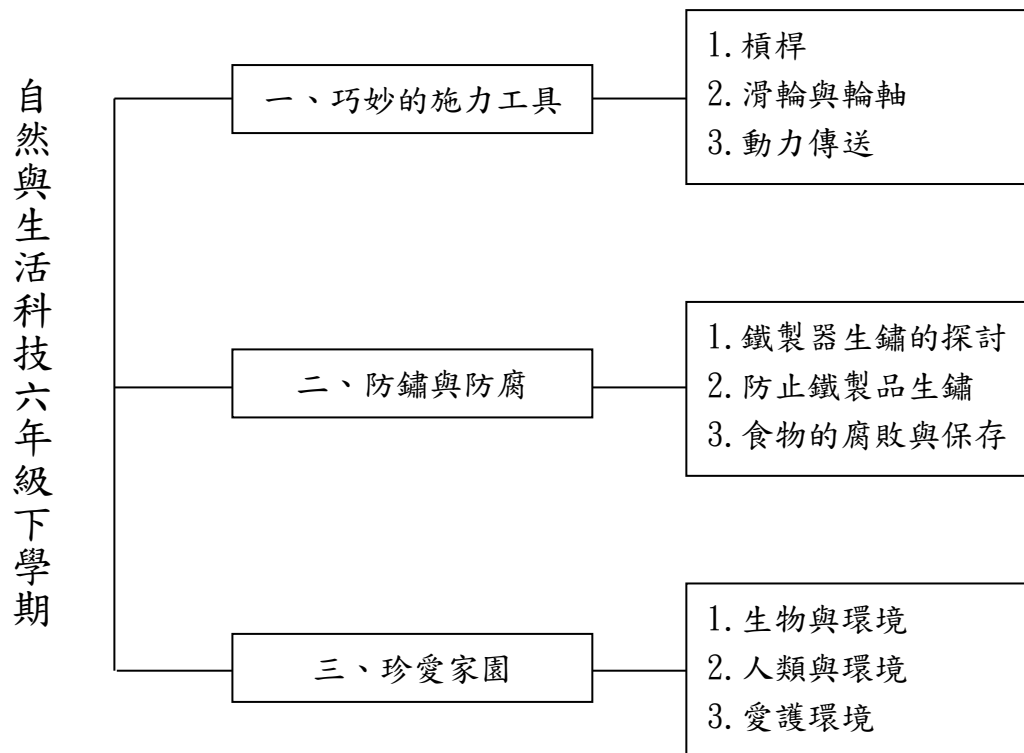 自然與生活科技六年級下學期
一、巧妙的施力工具
1.槓桿
2.滑輪與輪軸
3.動力傳送
二、防鏽與防腐
1.鐵製器生鏽的探討
2.防止鐵製品生鏽
3.食物的腐敗與保存
三、珍愛家園
1.生物與環境
2.人類與環境
3.愛護環境